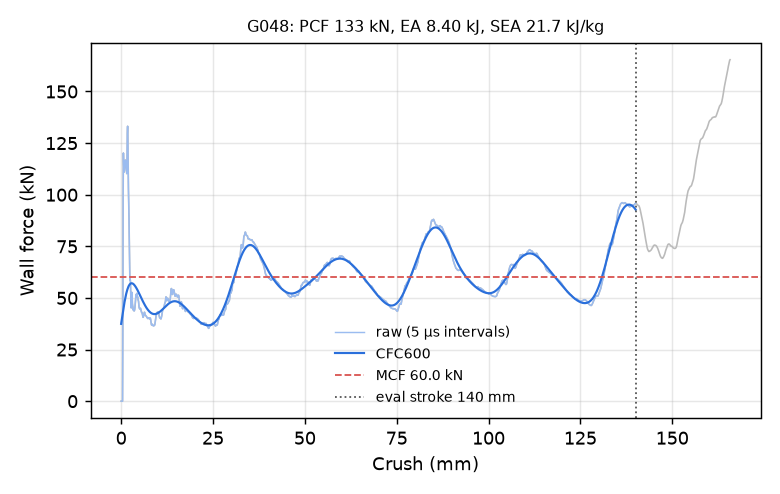 G048: PCF 133 kN, EA 8.40 kJ, SEA 21.7 kJ/kg
Wall force (kN)
150
125
100
75
50
25
0
raw (5 µs intervals)
CFC600
MCF 60.0 kN
eval stroke 140 mm
0 25 50 75 100 125 150
Crush (mm)